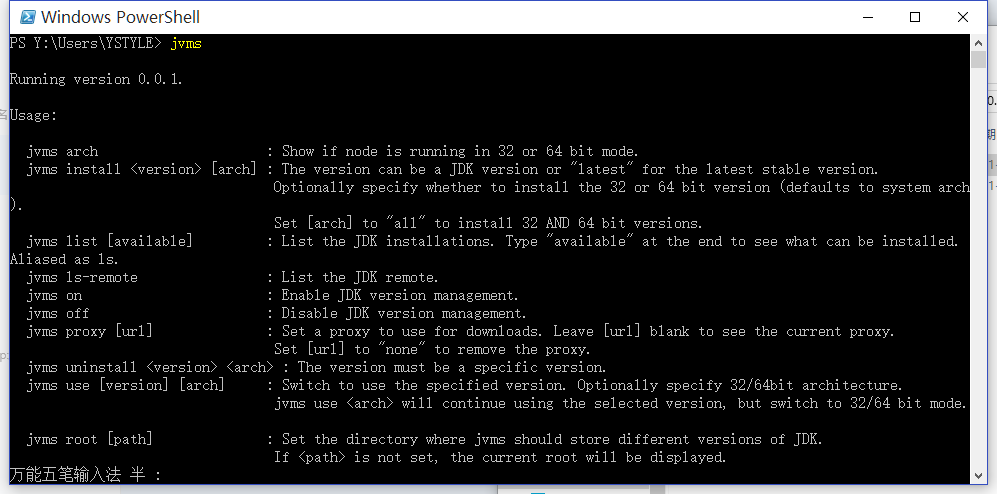 Windows PowerShell
PS Y:\Users\YSTYLE> jvms
Running version 0.0.1.
Usage:
jvms arch : Show if node is running in 32 or 64 bit mode.
jvms install <version> [arch] : The version can be a JDK version or "latest" for the latest stable version.
Optionally specify whether to install the 32 or 64 bit version (defaults to system arch
).
Set [arch] to "all" to install 32 AND 64 bit versions.
jvms list [available] : List the JDK installations. Type "available" at the end to see what can be installed.
Aliased as ls.
jvms ls-remote : List the JDK remote.
jvms on : Enable JDK version management.
jvms off : Disable JDK version management.
jvms proxy [url] : Set a proxy to use for downloads. Leave [url] blank to see the current proxy.
Set [url] to "none" to remove the proxy.
jvms uninstall <version> <arch> : The version must be a specific version.
jvms use [version] [arch] : Switch to use the specified version. Optionally specify 32/64bit architecture.
jvms use <arch> will continue using the selected version, but switch to 32/64 bit mode.
jvms root [path] : Set the directory where jvms should store different versions of JDK.
If <path> is not set, the current root will be displayed.
万能五笔输入法 半 :